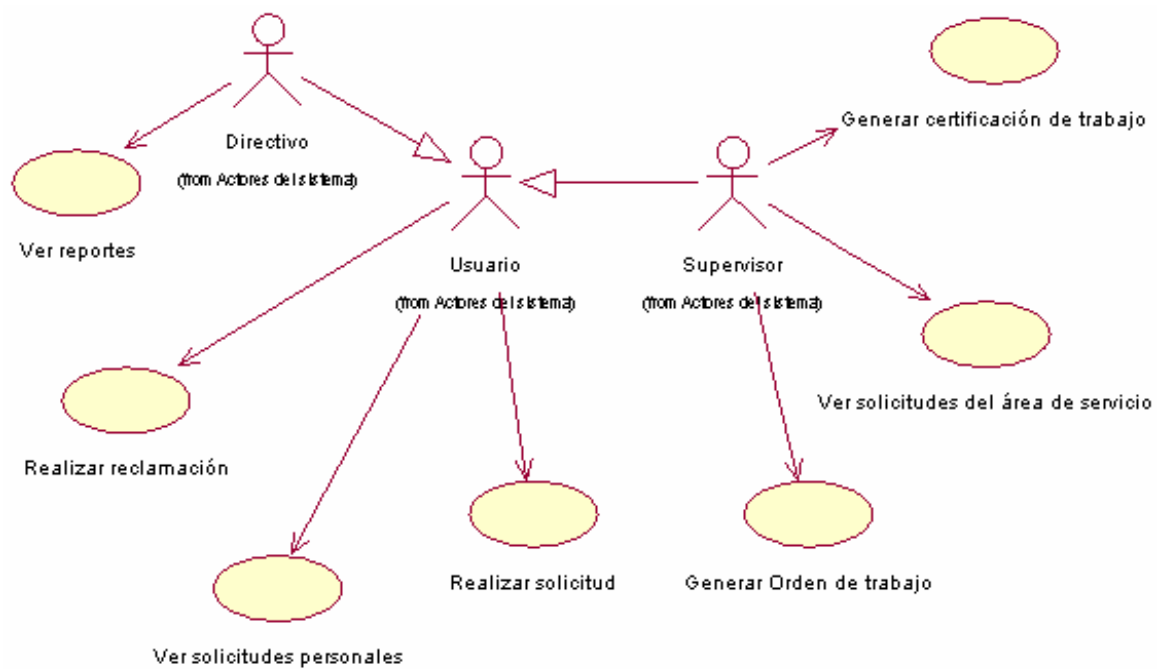 Generar certificación de trabajo
Directivo
(from Actores del sistema)
Ver reportes
Usuario
(from Actores del sistema)
Supervisor
(from Actores del sistema)
Ver solicitudes del área de servicio
Realizar reclamación
Realizar solicitud
Generar Orden de trabajo
Ver solicitudes personales